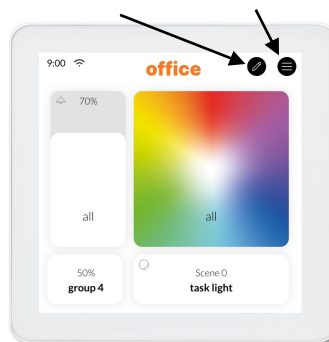 9:00
office
70%
all
all
50%
group 4
Scene 0
task light